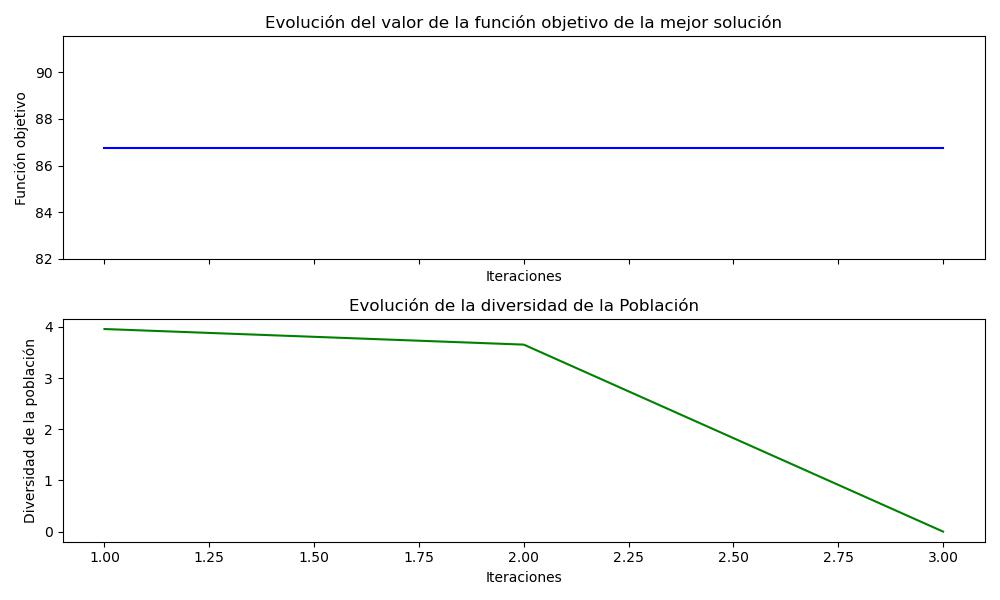 Evolución del valor de la función objetivo de la mejor solución
Función objetivo
90
88
86
84
82
Iteraciones
Evolución de la diversidad de la Población
Diversidad de la población
4
3
2
1
0
1.00 1.25 1.50 1.75 2.00 2.25 2.50 2.75 3.00
Iteraciones